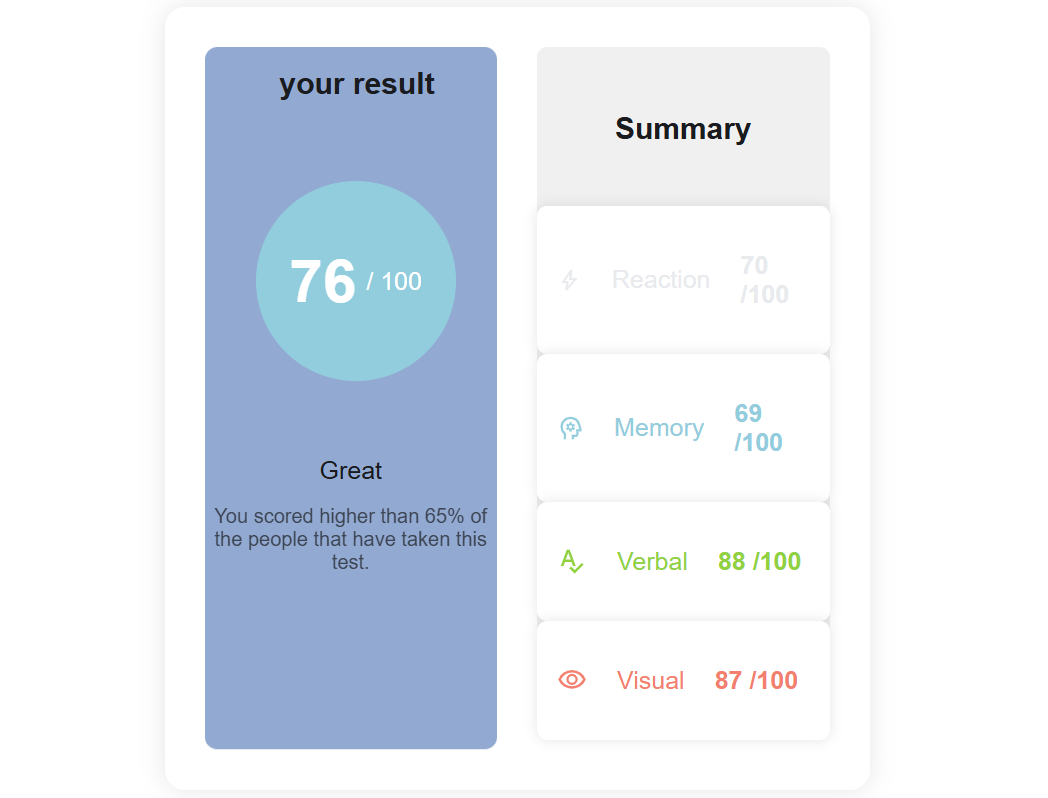 your result
76 / 100
Great
You scored higher than 65% of
the people that have taken this
test.
Summary
Reaction
70
/100
Memory
69
/100
Verbal 88 /100
Visual 87 /100